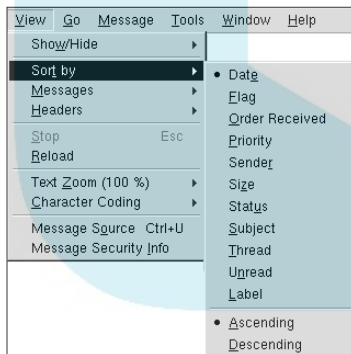 View Go Message Tools Window Help
Show/Hide
Sort by
Messages
Headers
Stop Esc
Reload
Text Zoom (100 %)
Character Coding
Message Source Ctrl+U
Message Security Info
Date
Flag
Order Received
Priority
Sender
Size
Status
Subject
Thread
Unread
Label
Ascending
Descending